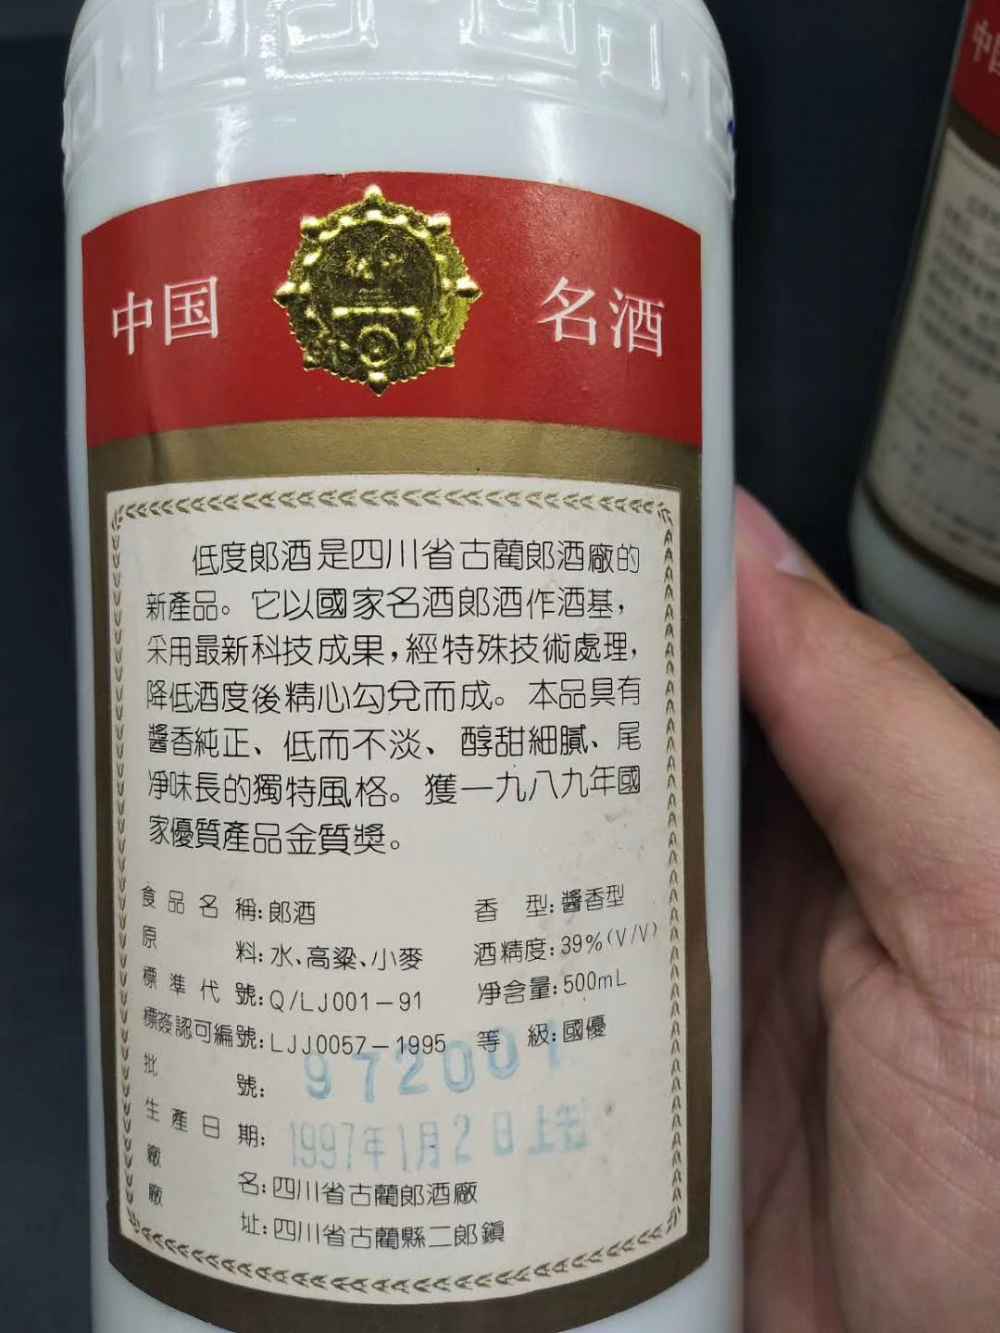 中国 名酒
低度郎酒是四川省古藺郎酒廠的
新產品。它以國家名酒郎酒作酒基，
采用最新科技成果，經特殊技術處理，
降低酒度後精心勾兌而成。本品具有
醬香純正、低而不淡、醇甜細膩、尾
凈味長的獨特風格。獲一九八九年國
家優質產品金質獎。
食品名稱：郎酒 香型：醬香型
原料：水、高粱、小麥 酒精度：39%(V/V)
標準代號：Q/LJ001-91 净含量：500mL
標簽認可編號：LJJ0057-1995 等級：國優
批號：972001
生產日期：1997年1月2日上
廠名：四川省古藺郎酒廠
廠址：四川省古藺縣二郎鎮
中国